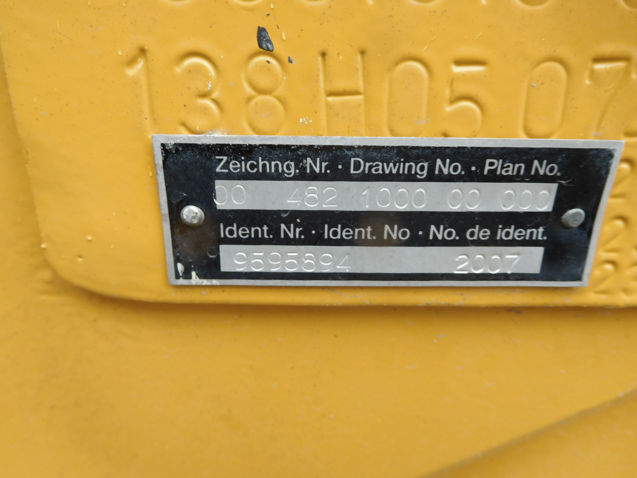 138 H05 07
Zeichng. Nr. · Drawing No. · Plan No.
00 482 1000 00 000
Ident. Nr. · Ident. No · No. de ident.
9595894 2007